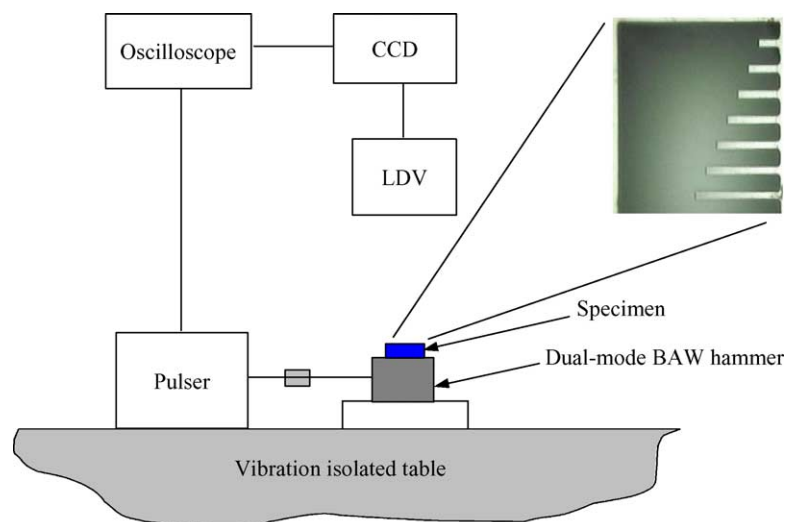 Oscilloscope
CCD
LDV
Specimen
Dual-mode BAW hammer
Pulser
Vibration isolated table